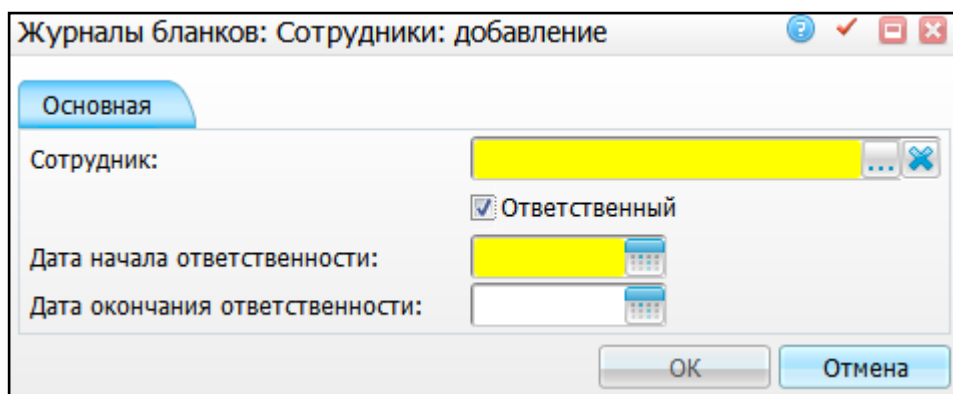 Журналы бланков: Сотрудники: добавление
Основная
Сотрудник:
...
Ответственный
Дата начала ответственности:
Дата окончания ответственности:
ОК Отмена